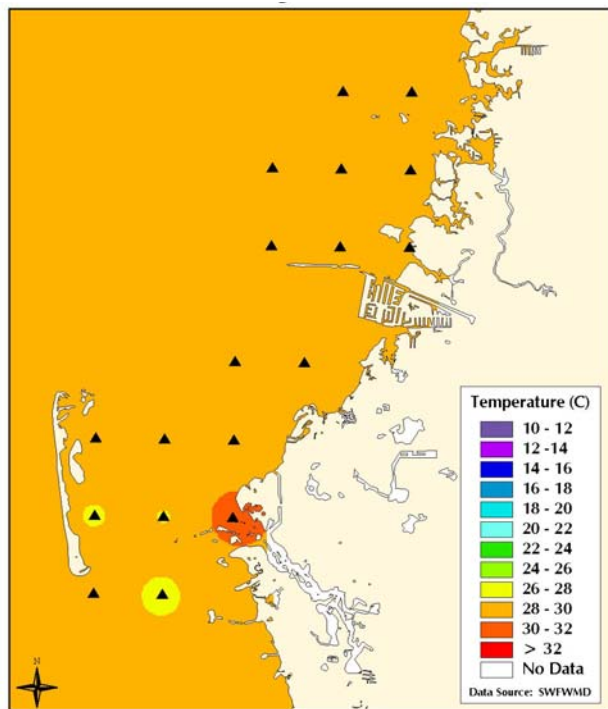 Temperature (C)
10 - 12
12 -14
14 - 16
16 - 18
18 - 20
20 - 22
22 - 24
24 - 26
26 - 28
28 - 30
30 - 32
> 32
No Data
Data Source: SWFWMD
N